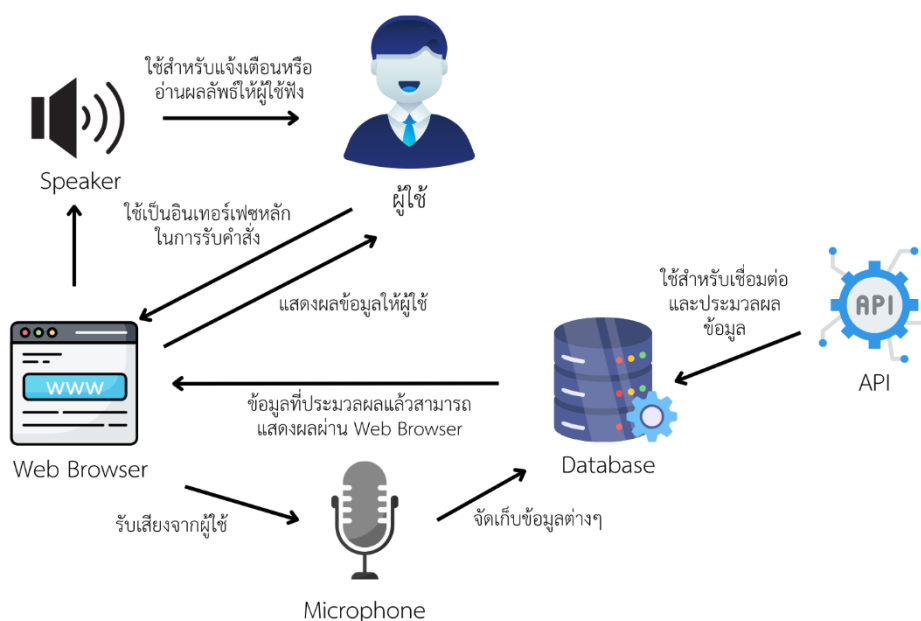 ใช้สำหรับแจ้งเตือนหรือ
อ่านผลลัพธ์ให้ผู้ใช้ฟัง
Speaker
ผู้ใช้
ใช้เป็นอินเทอร์เฟซหลัก
ในการรับคำสั่ง
แสดงผลข้อมูลให้ผู้ใช้
ใช้สำหรับเชื่อมต่อ
และประมวลผล
ข้อมูล
API
API
WWW
ข้อมูลที่ประมวลผลแล้วสามารถ
แสดงผลผ่าน Web Browser
Web Browser
Database
รับเสียงจากผู้ใช้
จัดเก็บข้อมูลต่างๆ
Microphone